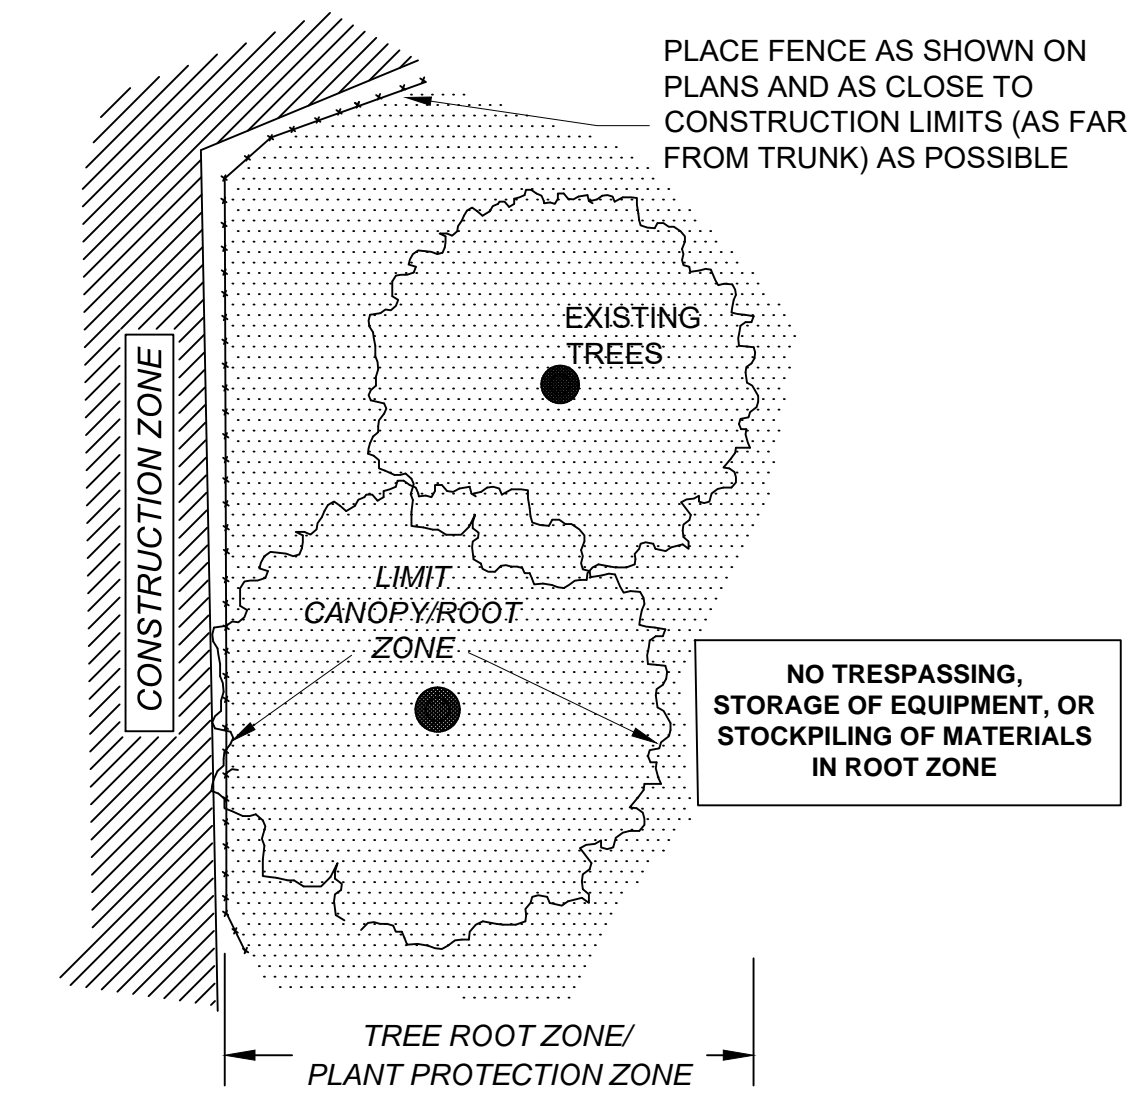 PLACE FENCE AS SHOWN ON
PLANS AND AS CLOSE TO
CONSTRUCTION LIMITS (AS FAR
FROM TRUNK) AS POSSIBLE
EXISTING
TREES
CONSTRUCTION ZONE
LIMIT
CANOPY/ROOT
ZONE
NO TRESPASSING,
STORAGE OF EQUIPMENT, OR
STOCKPILING OF MATERIALS
IN ROOT ZONE
TREE ROOT ZONE/
PLANT PROTECTION ZONE